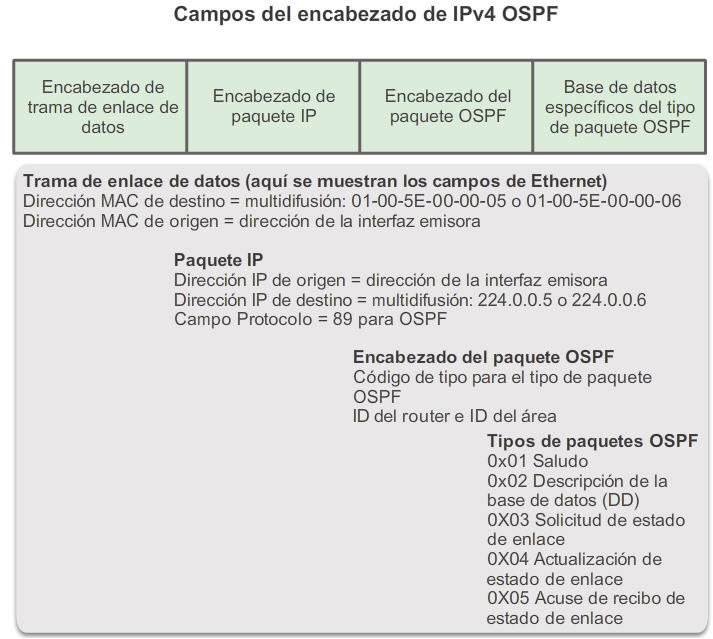 Campos del encabezado de IPv4 OSPF
Encabezado de
trama de enlace de
datos
Encabezado de
paquete IP
Encabezado del
paquete OSPF
Base de datos
específicos del tipo
de paquete OSPF
Trama de enlace de datos (aquí se muestran los campos de Ethernet)
Dirección MAC de destino = multidifusión: 01-00-5E-00-00-05 o 01-00-5E-00-00-06
Dirección MAC de origen = dirección de la interfaz emisora
Paquete IP
Dirección IP de origen = dirección de la interfaz emisora
Dirección IP de destino = multidifusión: 224.0.0.5 o 224.0.0.6
Campo Protocolo = 89 para OSPF
Encabezado del paquete OSPF
Código de tipo para el tipo de paquete
OSPF
ID del router e ID del área
Tipos de paquetes OSPF
0x01 Saludo
0x02 Descripción de la
base de datos (DD)
0X03 Solicitud de estado
de enlace
0X04 Actualización de
estado de enlace
0X05 Acuse de recibo de
estado de enlace